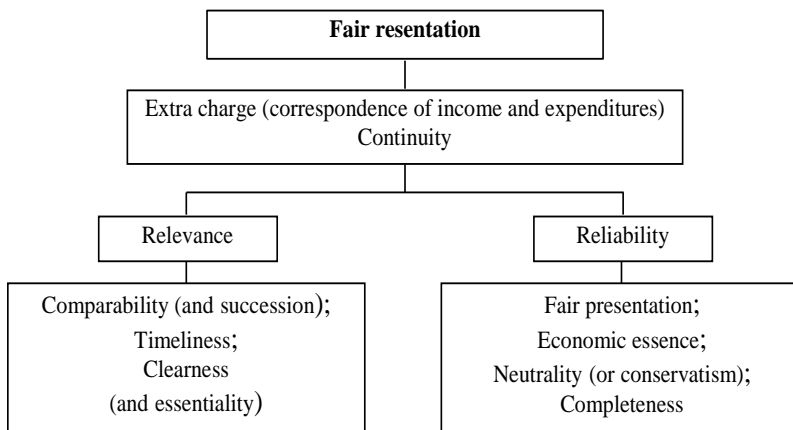 Fair resentation
Extra charge (correspondence of income and expenditures)
Continuity
Relevance
Reliability
Comparability (and succession);
Timeliness;
Clearness
(and essentiality)
Fair presentation;
Economic essence;
Neutrality (or conservatism);
Completeness